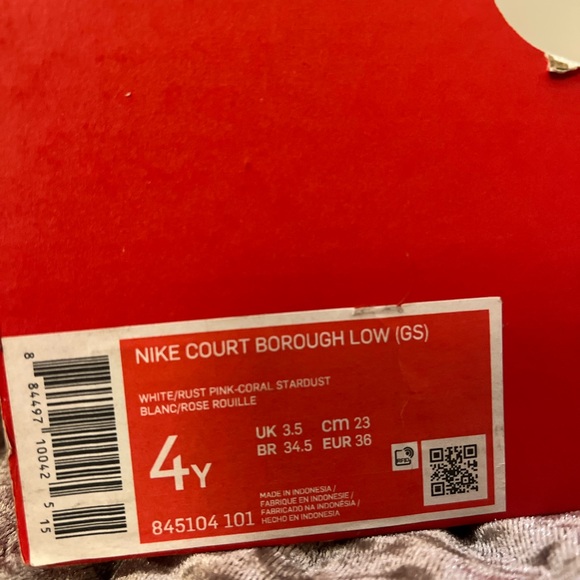 NIKE COURT BOROUGH LOW (GS)
WHITE/RUST PINK-CORAL STARDUST
BLANC/ROSE ROUILLE
4Y
UK 3.5 cm 23
BR 34.5 EUR 36
845104 101
MADE IN INDONESIA/
FABRIQUE EN INDONESIE/
FABRICADO NA INDONÉSIA/
HECHO EN INDONESIA
8 84497 10042 5 15